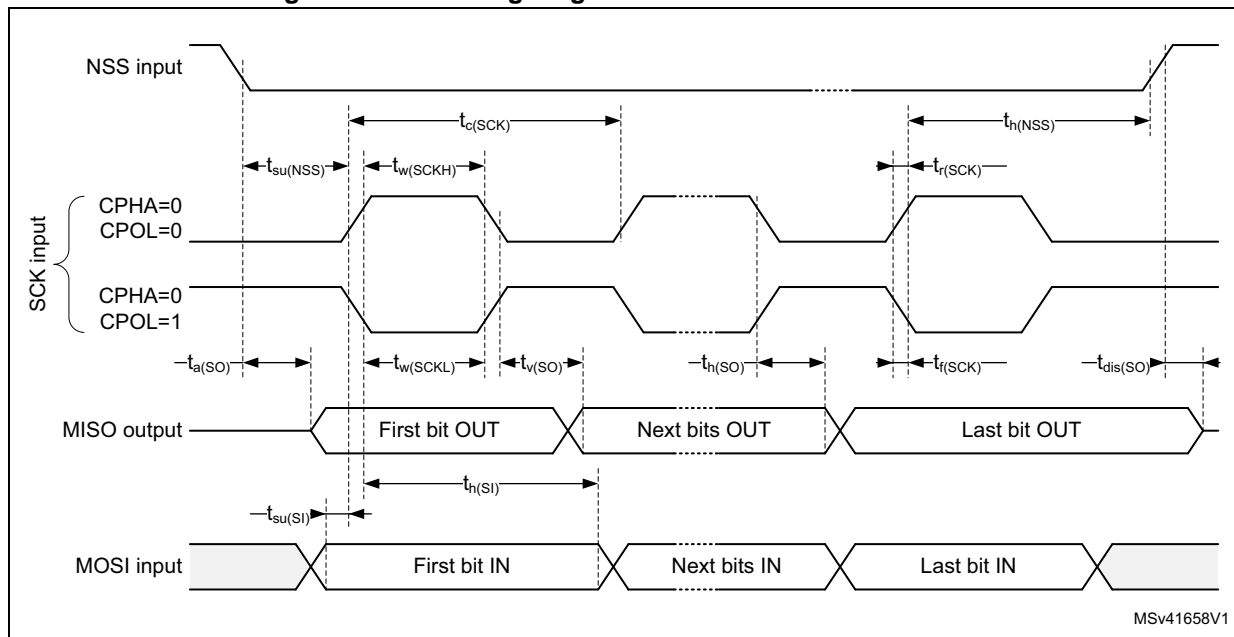 NSS input
tc(SCK)
th(NSS)
tsu(NSS)
tw(SCKH)
tr(SCK)
SCK input
CPHA=0
CPOL=0
CPHA=0
CPOL=1
ta(SO)
tw(SCKL)
tv(SO)
th(SO)
tf(SCK)
tdis(SO)
MISO output
First bit OUT
Next bits OUT
Last bit OUT
th(SI)
tsu(SI)
MOSI input
First bit IN
Next bits IN
Last bit IN
MSv41658V1